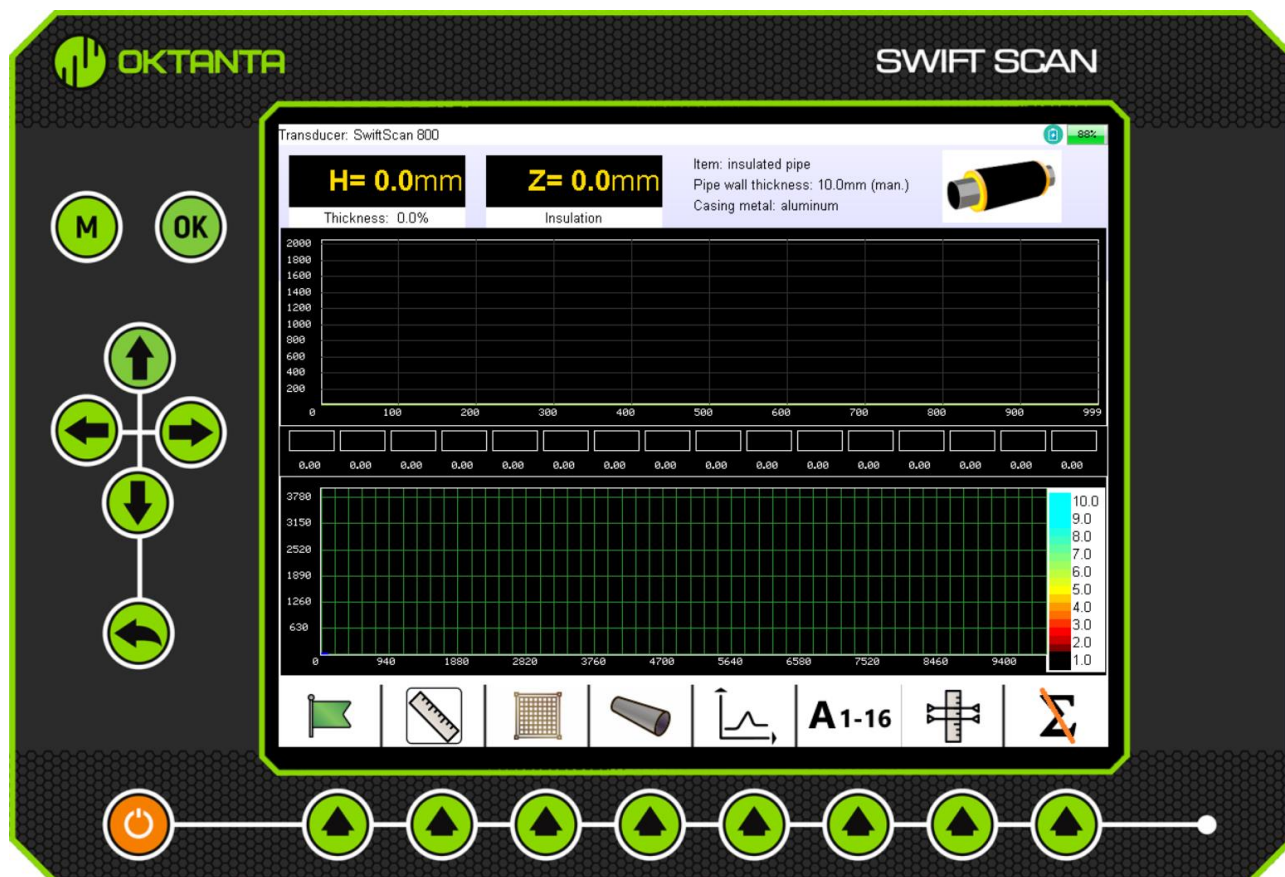 OKTANTA
SWIFT SCAN
Transducer: SwiftScan 800
88%
H= 0.0mm
Z= 0.0mm
Thickness: 0.0%
Insulation
Item: insulated pipe
Pipe wall thickness: 10.0mm (man.)
Casing metal: aluminum
M
OK
2000
1800
1600
1400
1200
1000
800
600
400
200
0 100 200 300 400 500 600 700 800 900 999
0.00 0.00 0.00 0.00 0.00 0.00 0.00 0.00 0.00 0.00 0.00 0.00 0.00 0.00 0.00 0.00
3780
3150
2520
1890
1260
630
0 940 1880 2820 3760 4700 5640 6580 7520 8460 9400
10.0
9.0
8.0
7.0
6.0
5.0
4.0
3.0
2.0
1.0
A 1-16
Σ